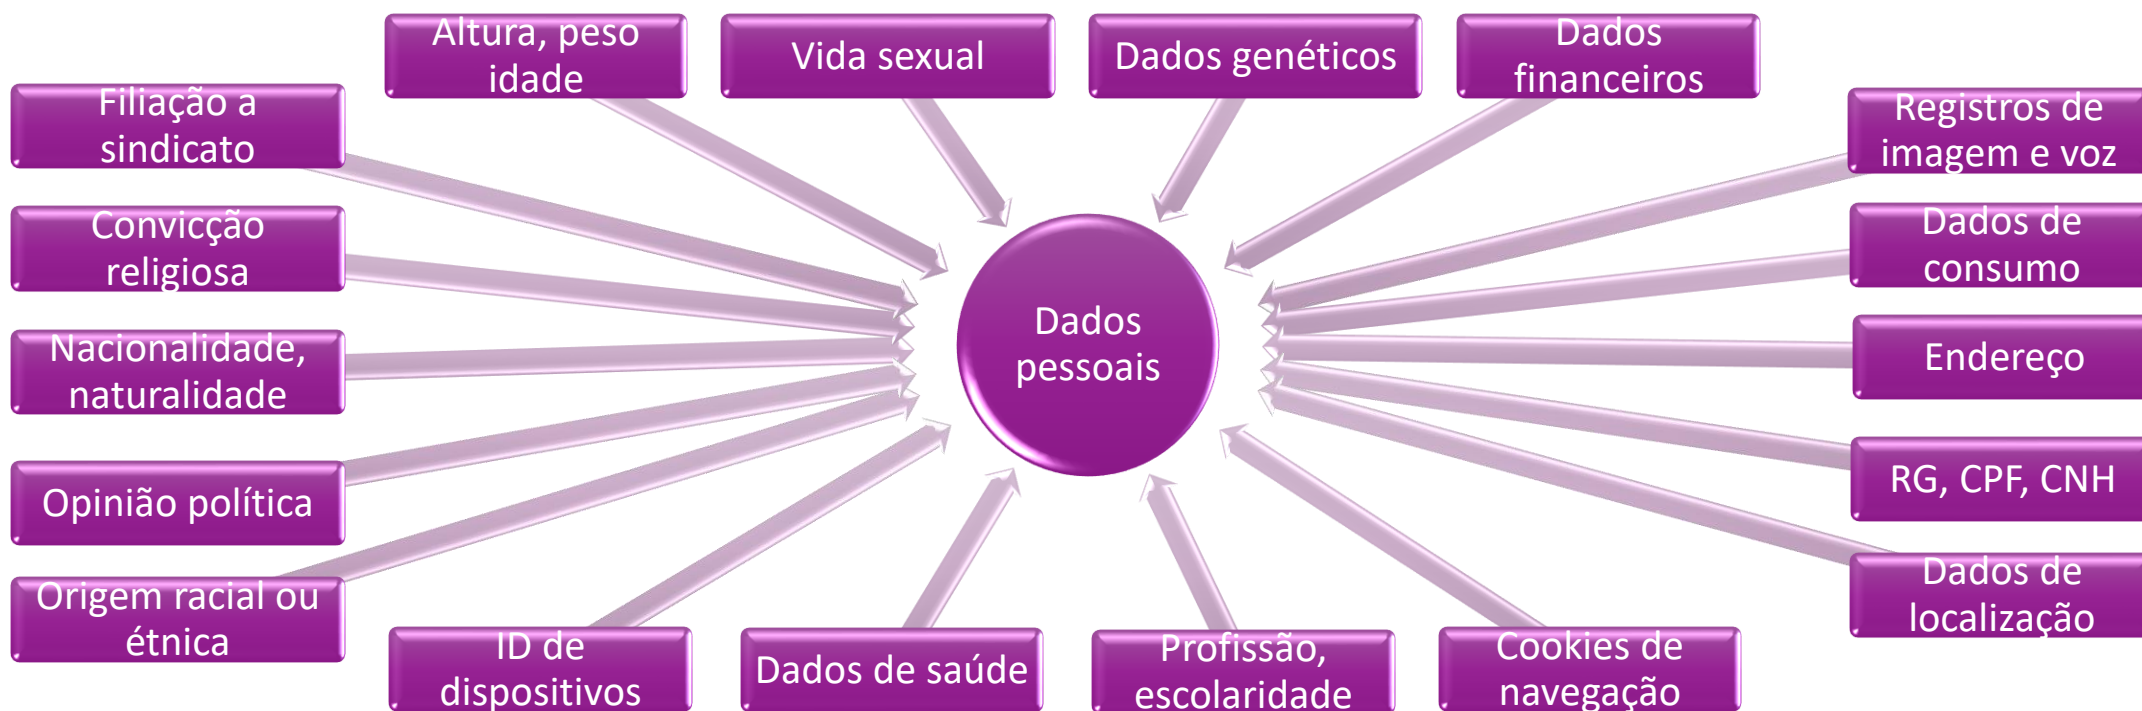 Altura, peso
idade
Vida sexual
Dados genéticos
Dados
financeiros
Filiação a
sindicato
Registros de
imagem e voz
Convicção
religiosa
Dados de
consumo
Nacionalidade,
naturalidade
Dados
pessoais
Endereço
Opinião política
RG, CPF, CNH
Origem racial ou
étnica
Dados de
localização
ID de
dispositivos
Dados de saúde
Profissão,
escolaridade
Cookies de
navegação